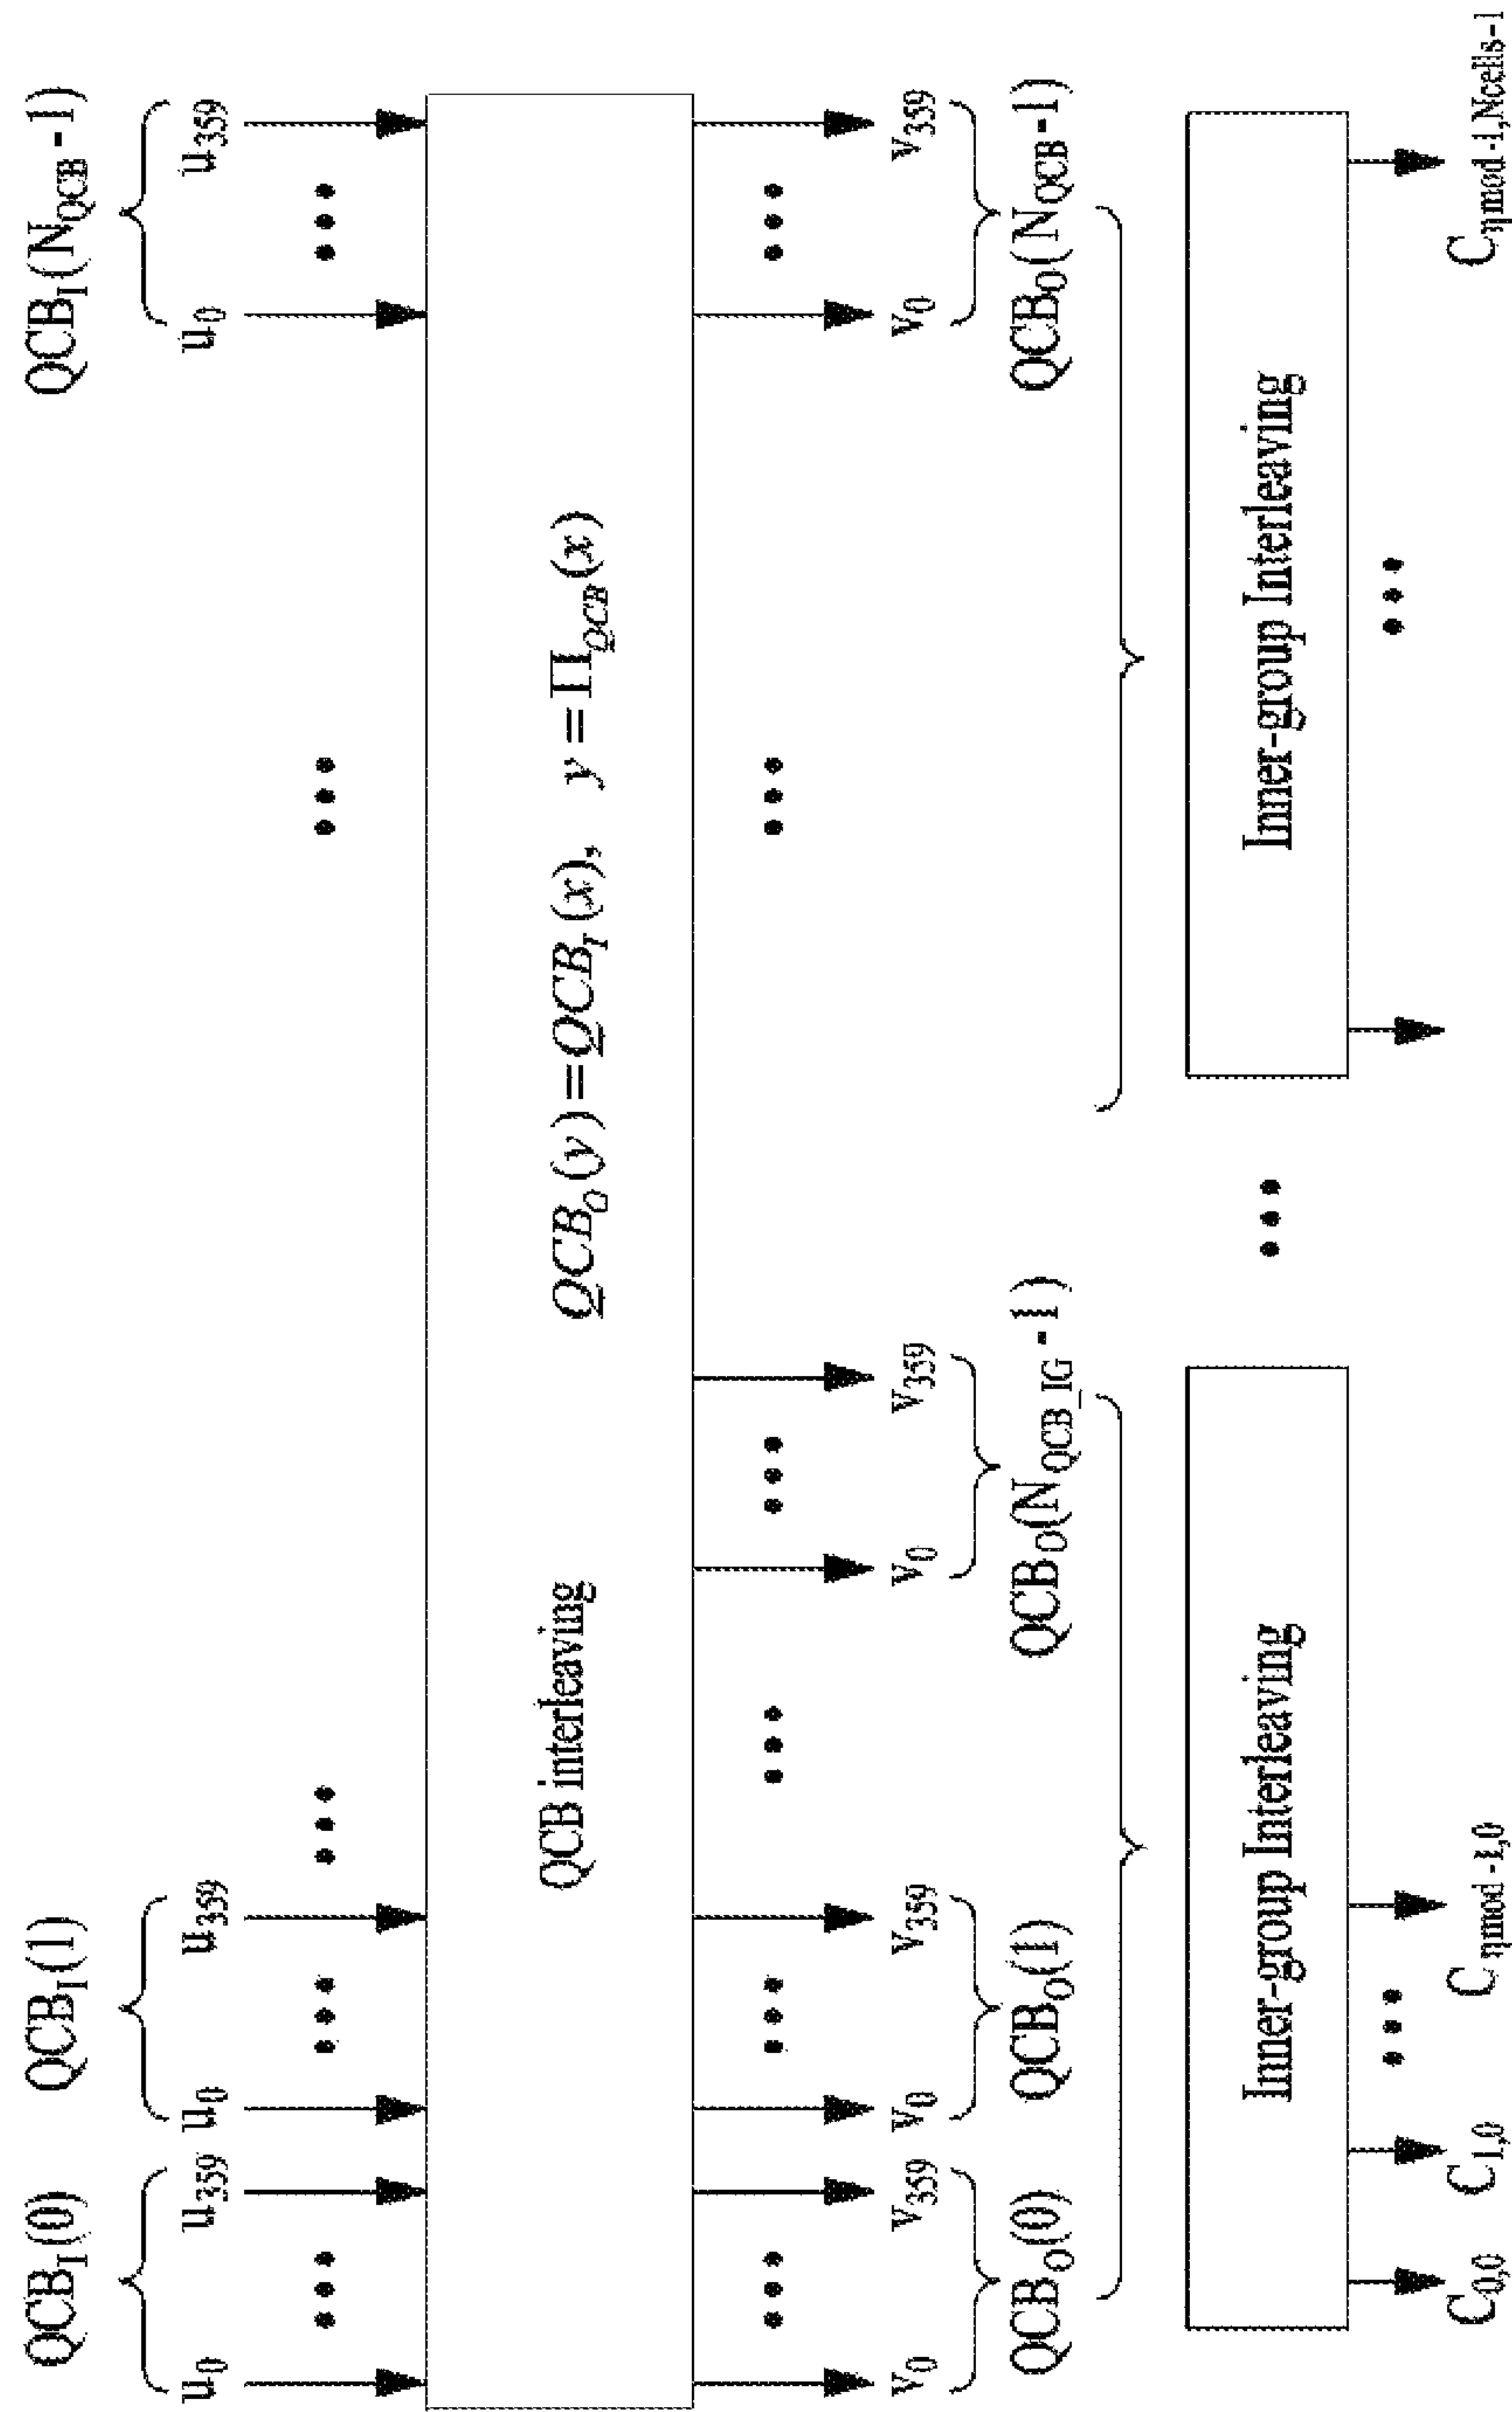 QCB_I(0) QCB_I(1) QCB_I(N_QCB-1)
u_0 ••• u_359 u_0 ••• u_359 ••• ••• u_0 ••• u_359
QCB interleaving QCB_O(y)=QCB_I(x), y=Π_QCB(x)
v_0 ••• v_359 v_0 ••• v_359 ••• v_0 ••• v_359 ••• v_0 ••• v_359
QCB_O(0) QCB_O(1) QCB_O(N_QCB_IG-1) QCB_O(N_QCB-1)
Inner-group Interleaving ••• Inner-group Interleaving
C_0,0 C_1,0 ••• C_ηmod-1,0 ••• C_ηmod-1,Ncells-1